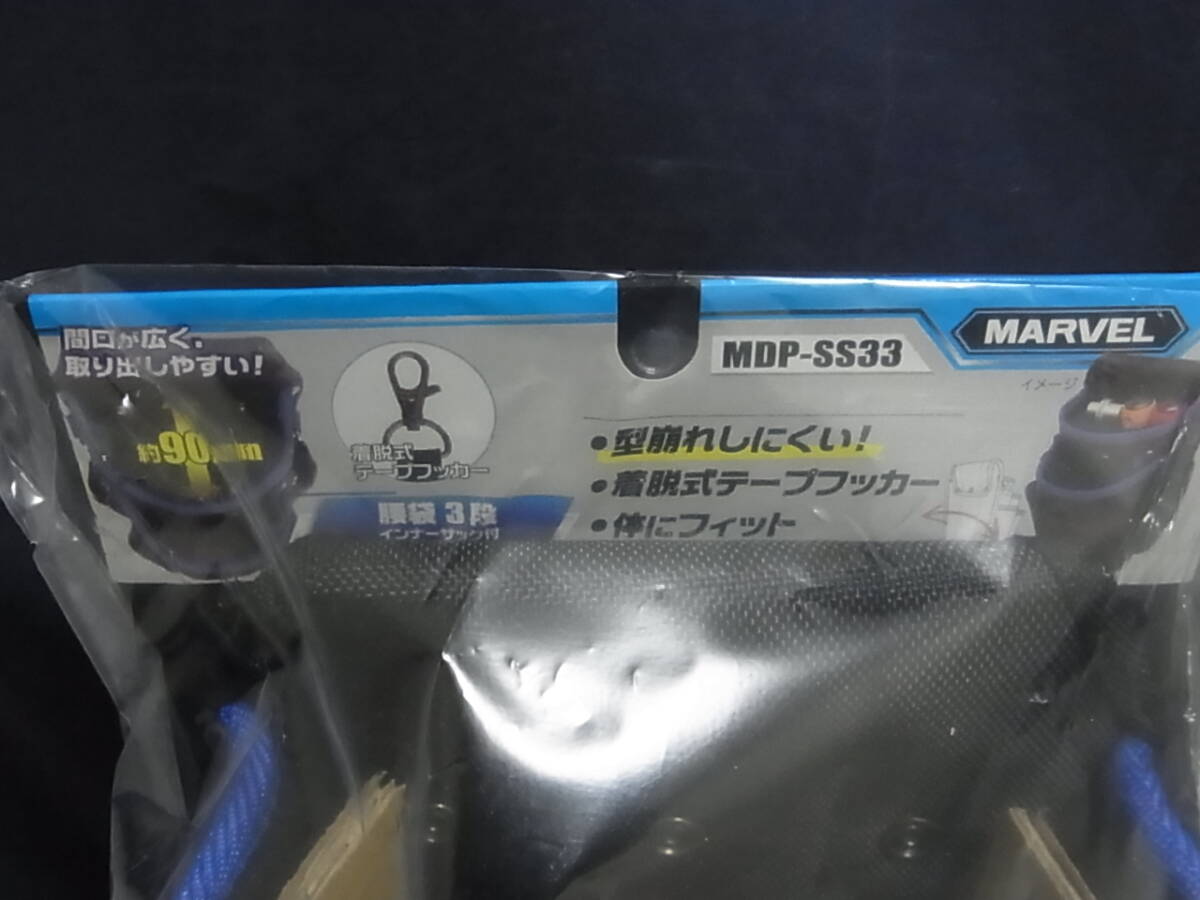 間口が広く、
取り出しやすい!
約90mm
着脱式
テープフッカー
腰袋 3段
インナーサック付
MDP-SS33
MARVEL
イメージ
●型崩れしにくい!
●着脱式テープフッカー
●体にフィット